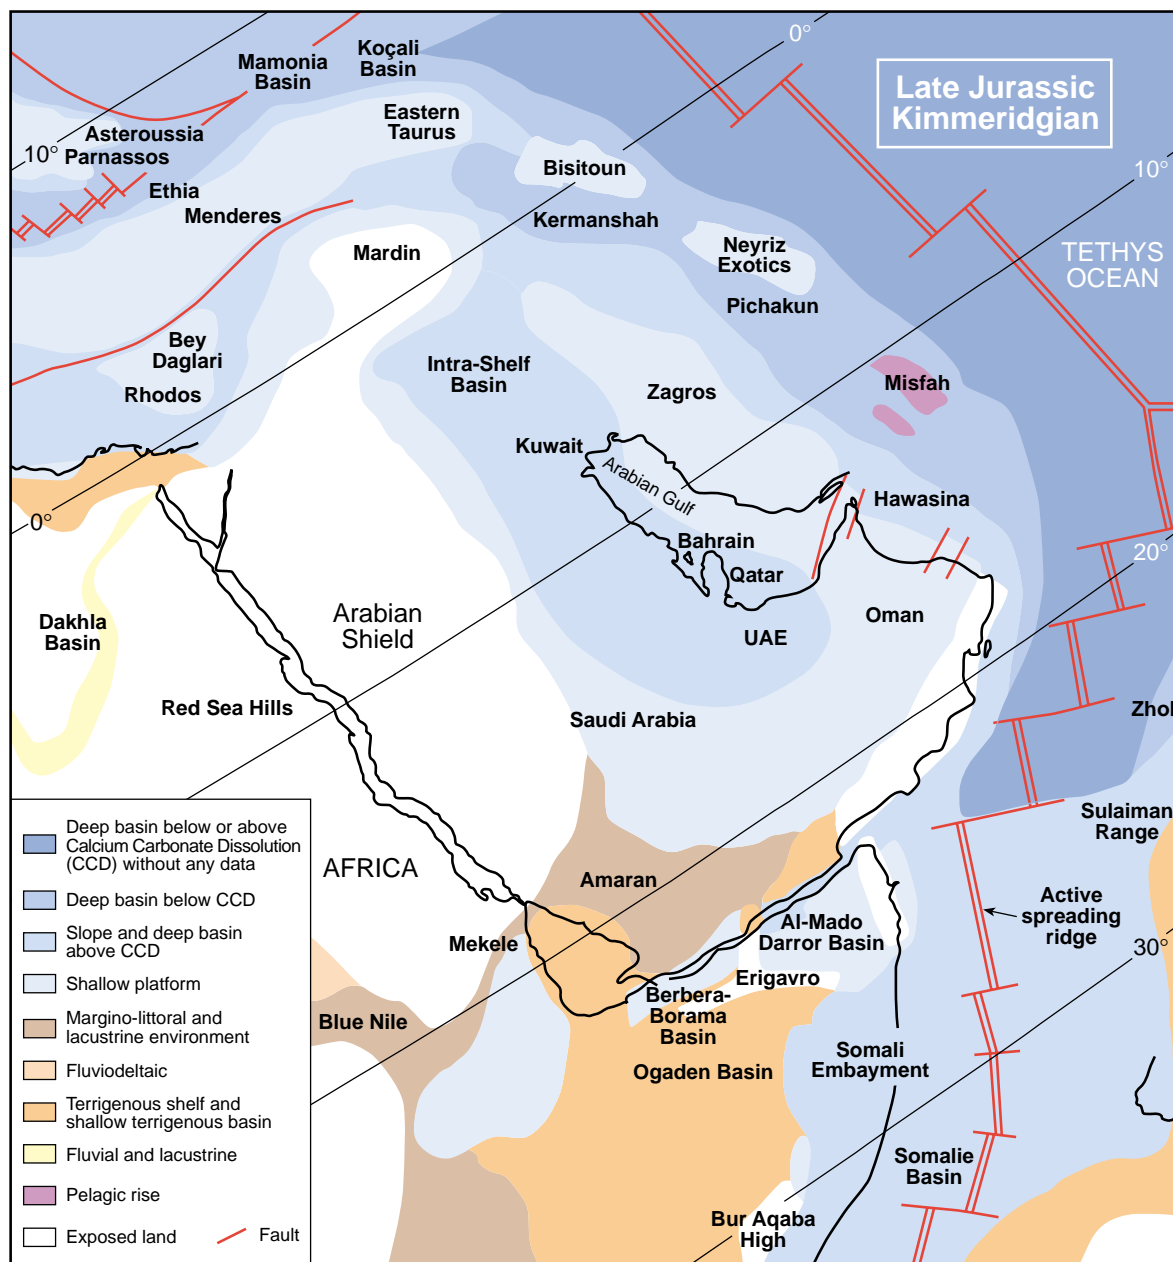 0°
Koçali
Basin
Mamonia
Basin
Late Jurassic
Kimmeridgian
Eastern
Taurus
Asteroussia
10°
Parnassos
Bisitoun
10°
Ethia
Menderes
Kermanshah
Mardin
Neyriz
Exotics
TETHYS
OCEAN
Pichakun
Bey
Daglari
Rhodos
Intra-Shelf
Basin
Zagros
Misfah
Kuwait
Arabian Gulf
Hawasina
0°
Bahrain
20°
Qatar
Dakhla
Basin
Arabian
Shield
UAE
Oman
Red Sea Hills
Saudi Arabia
Zhol
Sulaiman
Range
AFRICA
Amaran
Active
spreading
ridge
Al-Mado
Darror Basin
Mekele
30°
Erigavro
Berbera-
Borama
Basin
Blue Nile
Somali
Embayment
Ogaden Basin
Somalie
Basin
Bur Aqaba
High
Deep basin below or above
Calcium Carbonate Dissolution
(CCD) without any data
Deep basin below CCD
Slope and deep basin
above CCD
Shallow platform
Margino-littoral and
lacustrine environment
Fluviodeltaic
Terrigenous shelf and
shallow terrigenous basin
Fluvial and lacustrine
Pelagic rise
Exposed land
Fault